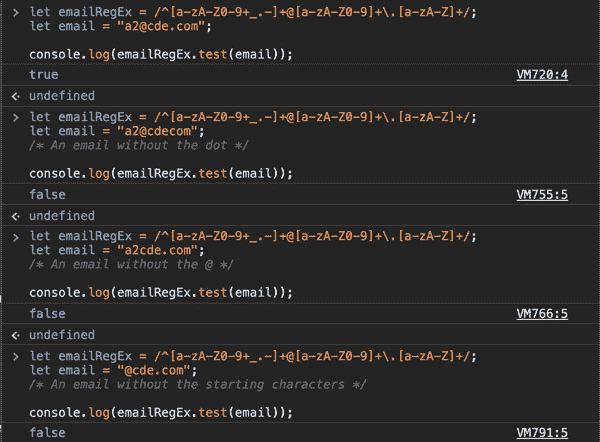 > let emailRegEx = /^[a-zA-Z0-9+_.-]+@[a-zA-Z0-9]+\.[a-zA-Z]+/;
let email = "a2@cde.com";
console.log(emailRegEx.test(email));
true VM720:4
undefined
> let emailRegEx = /^[a-zA-Z0-9+_.-]+@[a-zA-Z0-9]+\.[a-zA-Z]+/;
let email = "a2@cdecom";
/* An email without the dot */
console.log(emailRegEx.test(email));
false VM755:5
undefined
> let emailRegEx = /^[a-zA-Z0-9+_.-]+@[a-zA-Z0-9]+\.[a-zA-Z]+/;
let email = "a2cde.com";
/* An email without the @ */
console.log(emailRegEx.test(email));
false VM766:5
undefined
> let emailRegEx = /^[a-zA-Z0-9+_.-]+@[a-zA-Z0-9]+\.[a-zA-Z]+/;
let email = "@cde.com";
/* An email without the starting characters */
console.log(emailRegEx.test(email));
false VM791:5